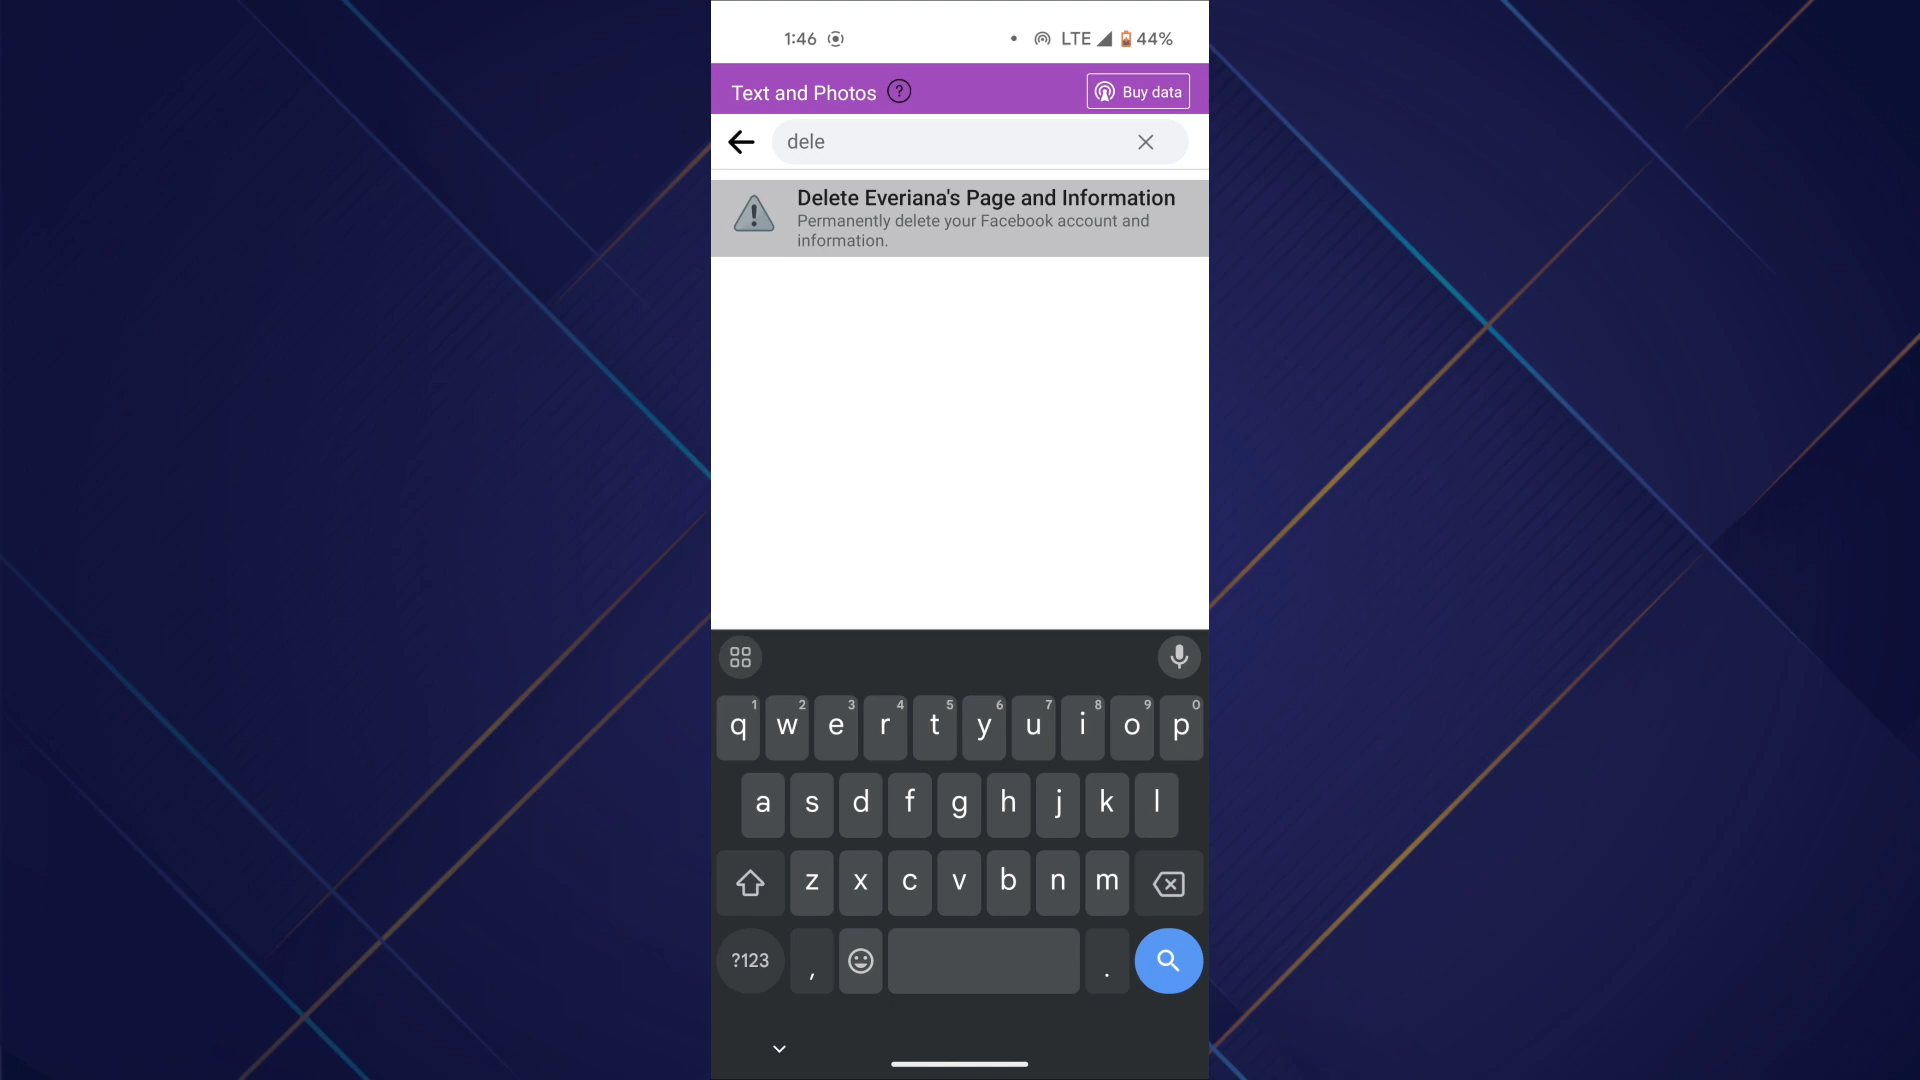 1:46 LTE 44%
Text and Photos ? Buy data
dele
Delete Everiana's Page and Information
Permanently delete your Facebook account and
information.
1 2 3 4 5 6 7 8 9 0
q w e r t y u i o p
a s d f g h j k l
z x c v b n m
?123 , .